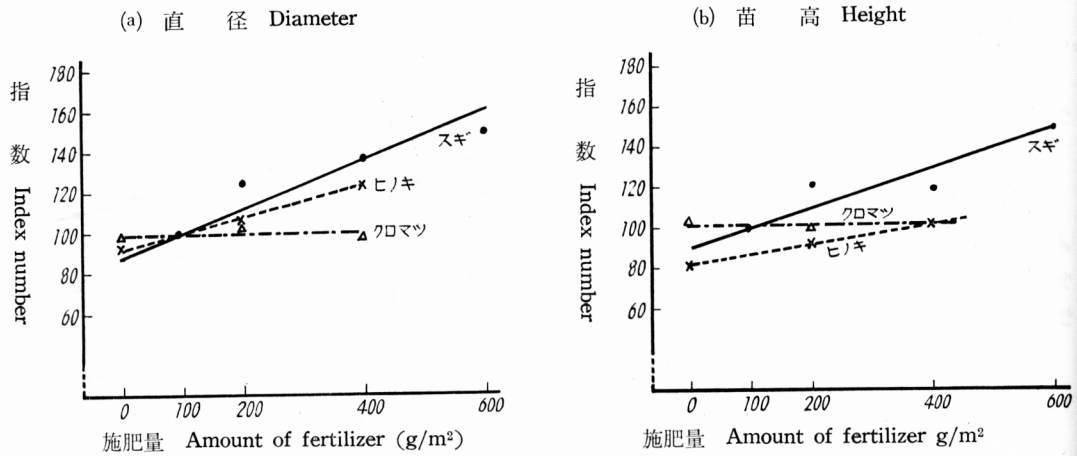 (a) 直 径 Diameter
指 数 Index number
180
160
140
120
100
80
60
スギ
ヒノキ
クロマツ
0 100 200 400 600
施肥量 Amount of fertilizer (g/m²)
(b) 苗 高 Height
指 数 Index number
180
160
140
120
100
80
60
スギ
クロマツ
ヒノキ
0 100 200 400 600
施肥量 Amount of fertilizer g/m²